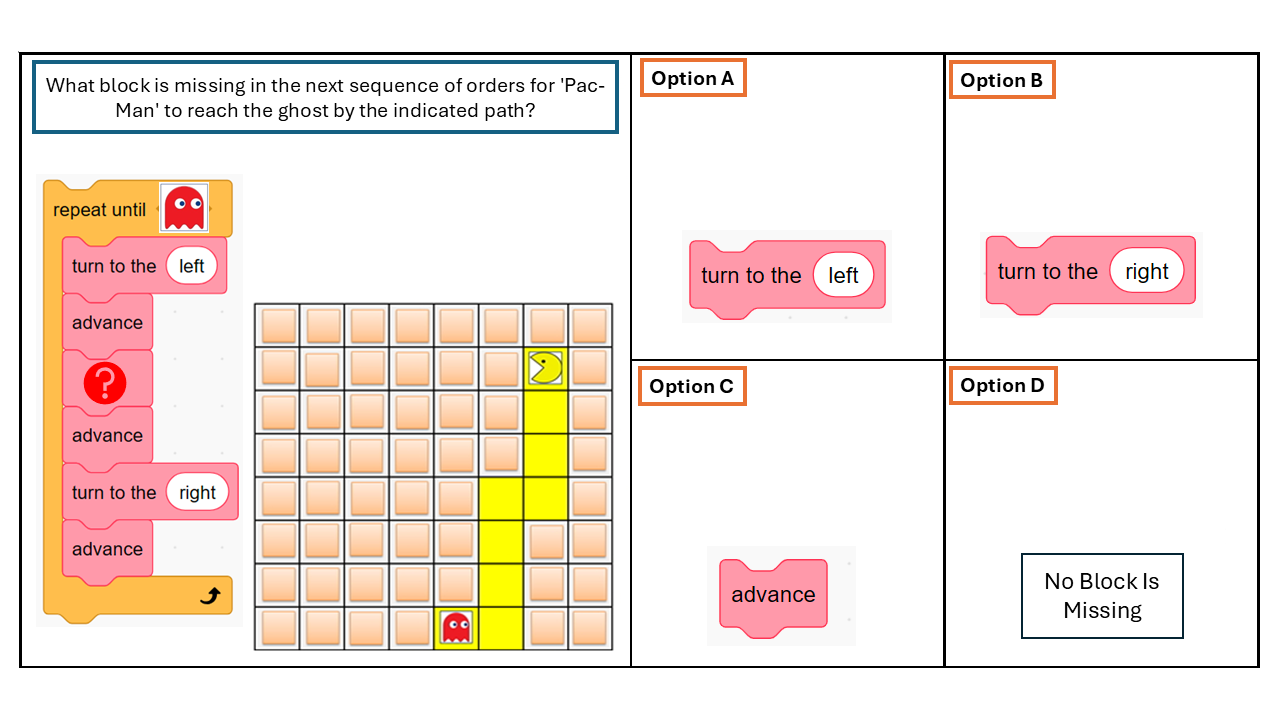 What block is missing in the next sequence of orders for 'Pac-
Man' to reach the ghost by the indicated path?
repeat until
turn to the left
advance
?
advance
turn to the right
advance
Option A
turn to the left
Option B
turn to the right
Option C
advance
Option D
No Block Is
Missing